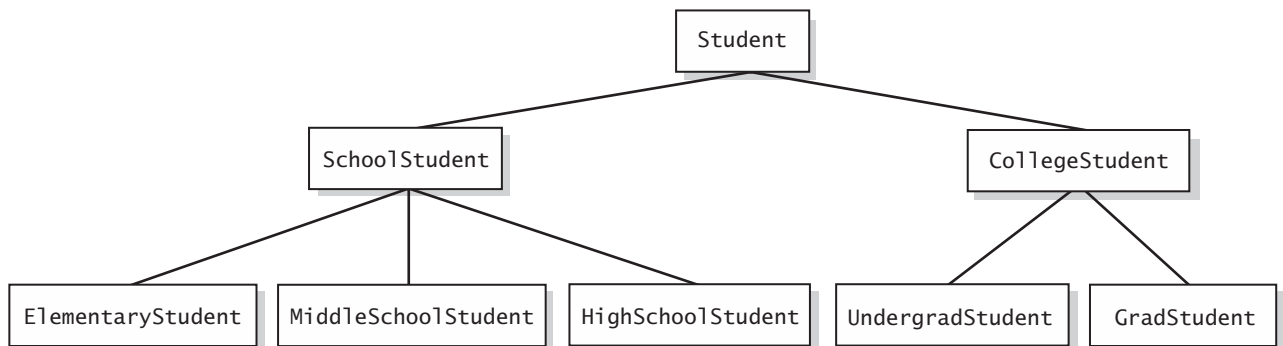 Student
SchoolStudent
CollegeStudent
ElementaryStudent
MiddleSchoolStudent
HighSchoolStudent
UndergradStudent
GradStudent